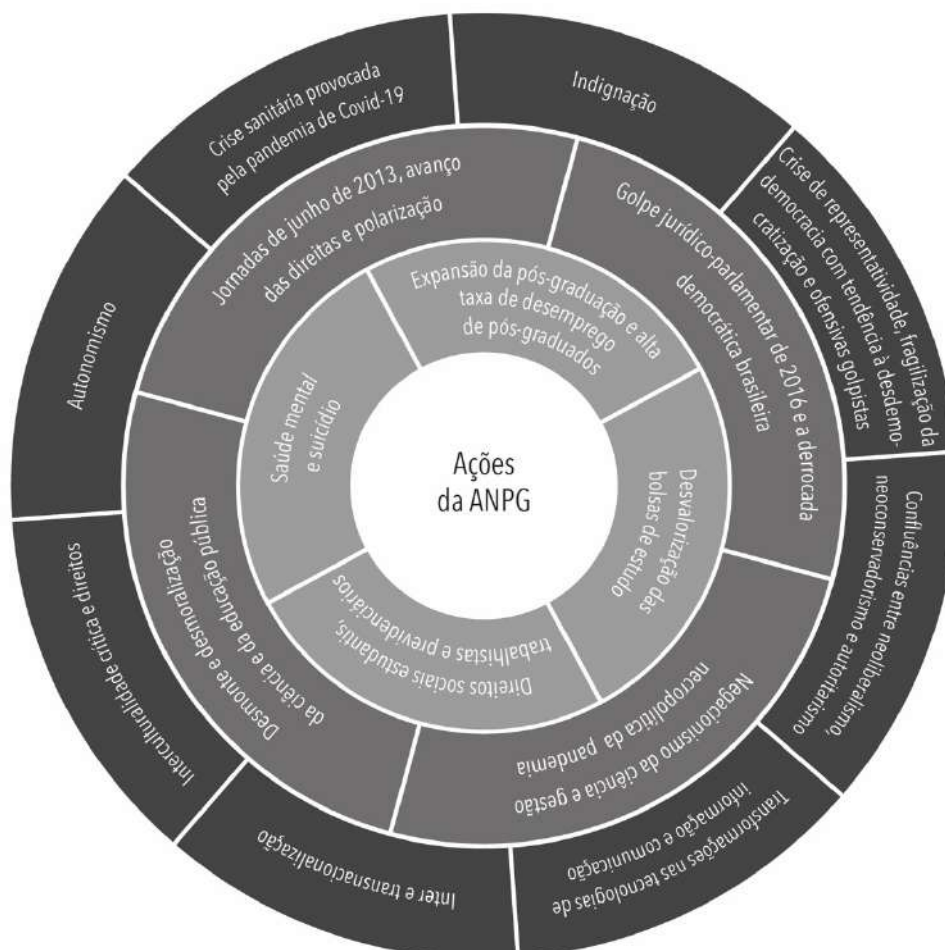 Ações
da ANPG
Expansão da pós-graduação e alta
taxa de desemprego
de pós-graduados
Desvalorização das
bolsas de estudo
Direitos sociais estudantis,
trabalhistas e previdenciários
Saúde mental
e suicídio
Jornadas de junho de 2013, avanço
das direitas e polarização
Golpe jurídico-parlamentar de 2016 e a derrocada
democrática brasileira
Negacionismo da ciência e gestão
necropolítica da pandemia
Desmonte e desmoralização
da ciência e da educação pública
Indignação
Crise de representatividade, fragilização da
democracia com tendência à desdemo-
cratização e ofensivas golpistas
Confluências entre neoliberalismo,
neoconservadorismo e autoritarismo
Transformações nas tecnologias de
informação e comunicação
Inter e transnacionalização
Interculturalidade crítica e direitos
Autonomismo
Crise sanitária provocada
pela pandemia de Covid-19